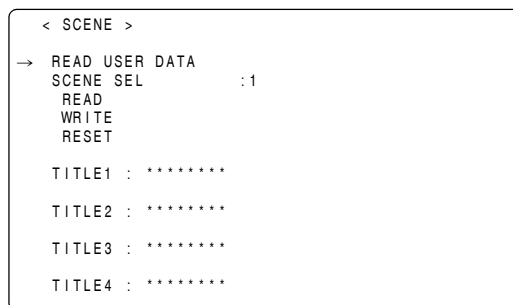 < SCENE >
→ READ USER DATA
SCENE SEL :1
READ
WRITE
RESET
TITLE1 : ********
TITLE2 : ********
TITLE3 : ********
TITLE4 : ********